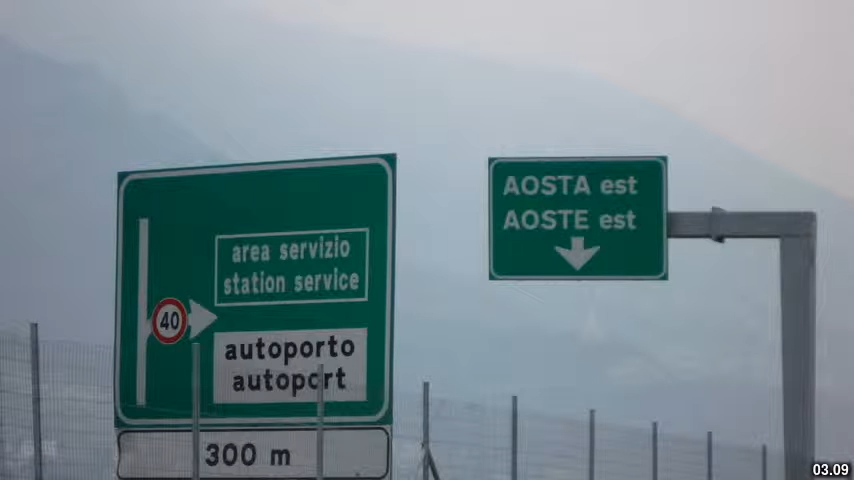 area servizio
station service
40
autoporto
autoport
300 m
AOSTA est
AOSTE est
03.09